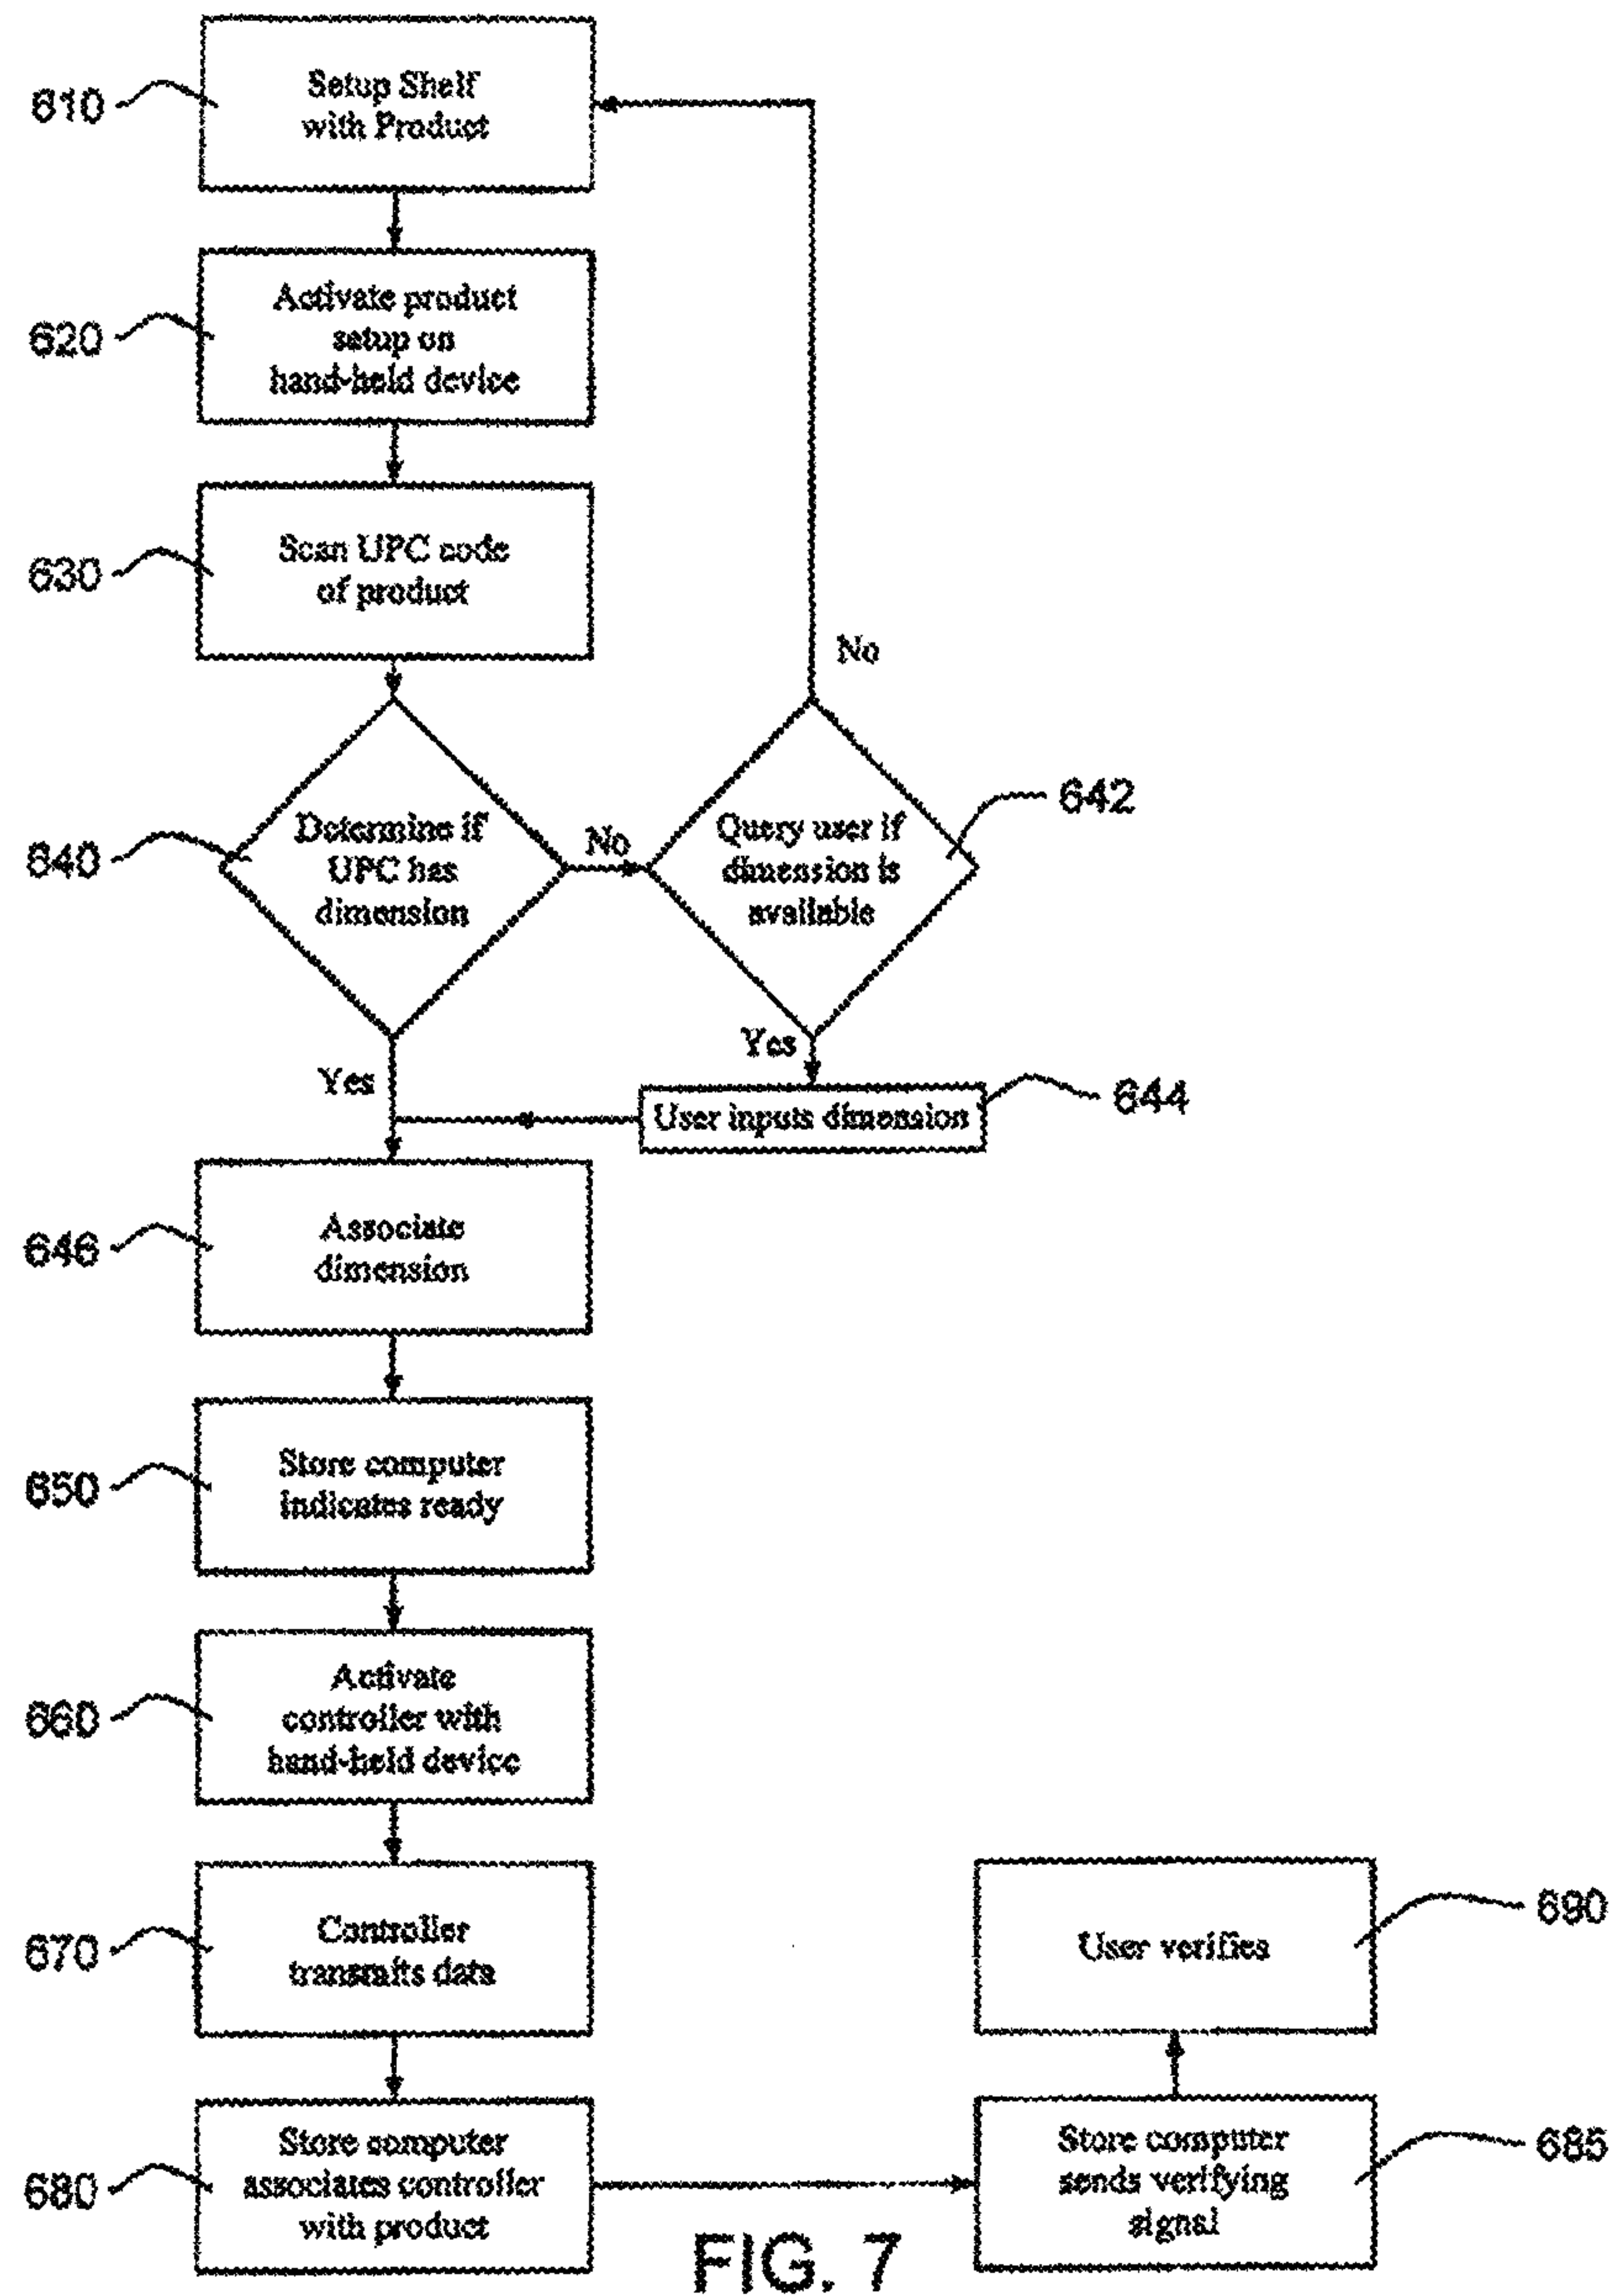 610
Setup Shelf
with Product
620
Activate product
setup on
hand-held device
630
Scan UPC code
of product
No
640
Determine if
UPC has
dimension
No
Query user if
dimension is
available
642
Yes
Yes
User inputs dimension
644
646
Associate
dimension
650
Store computer
indicates ready
660
Activate
controller with
hand-held device
670
Controller
transmits data
User verifies
690
680
Store computer
associates controller
with product
Store computer
sends verifying
signal
685
FIG. 7